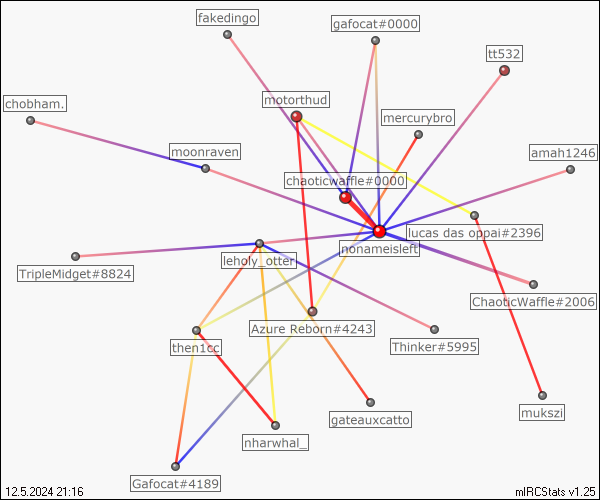 fakedingo
gafocat#0000
tt532
chobham.
motorthud
mercurybro
moonraven
amah1246
chaoticwaffle#0000
lucas das oppai#2396
nonameisleft
leholy_otter
TripleMidget#8824
ChaoticWaffle#2006
Azure Reborn#4243
then1cc
Thinker#5995
mukszi
gateauxcatto
nharwhal_
Gafocat#4189
12.5.2024 21:16
mIRCStats v1.25